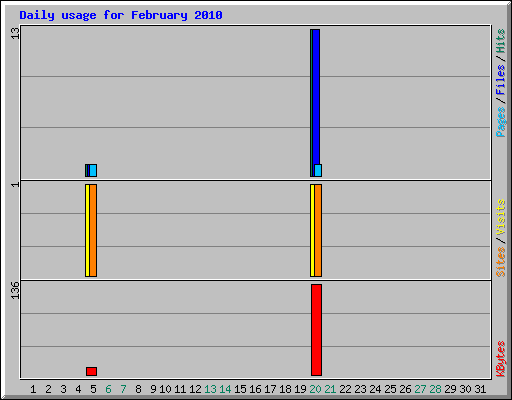 Daily usage for February 2010
13
Pages / Files / Hits
1
Sites / Visits
136
KBytes
1 2 3 4 5 6 7 8 9 10 11 12 13 14 15 16 17 18 19 20 21 22 23 24 25 26 27 28 29 30 31